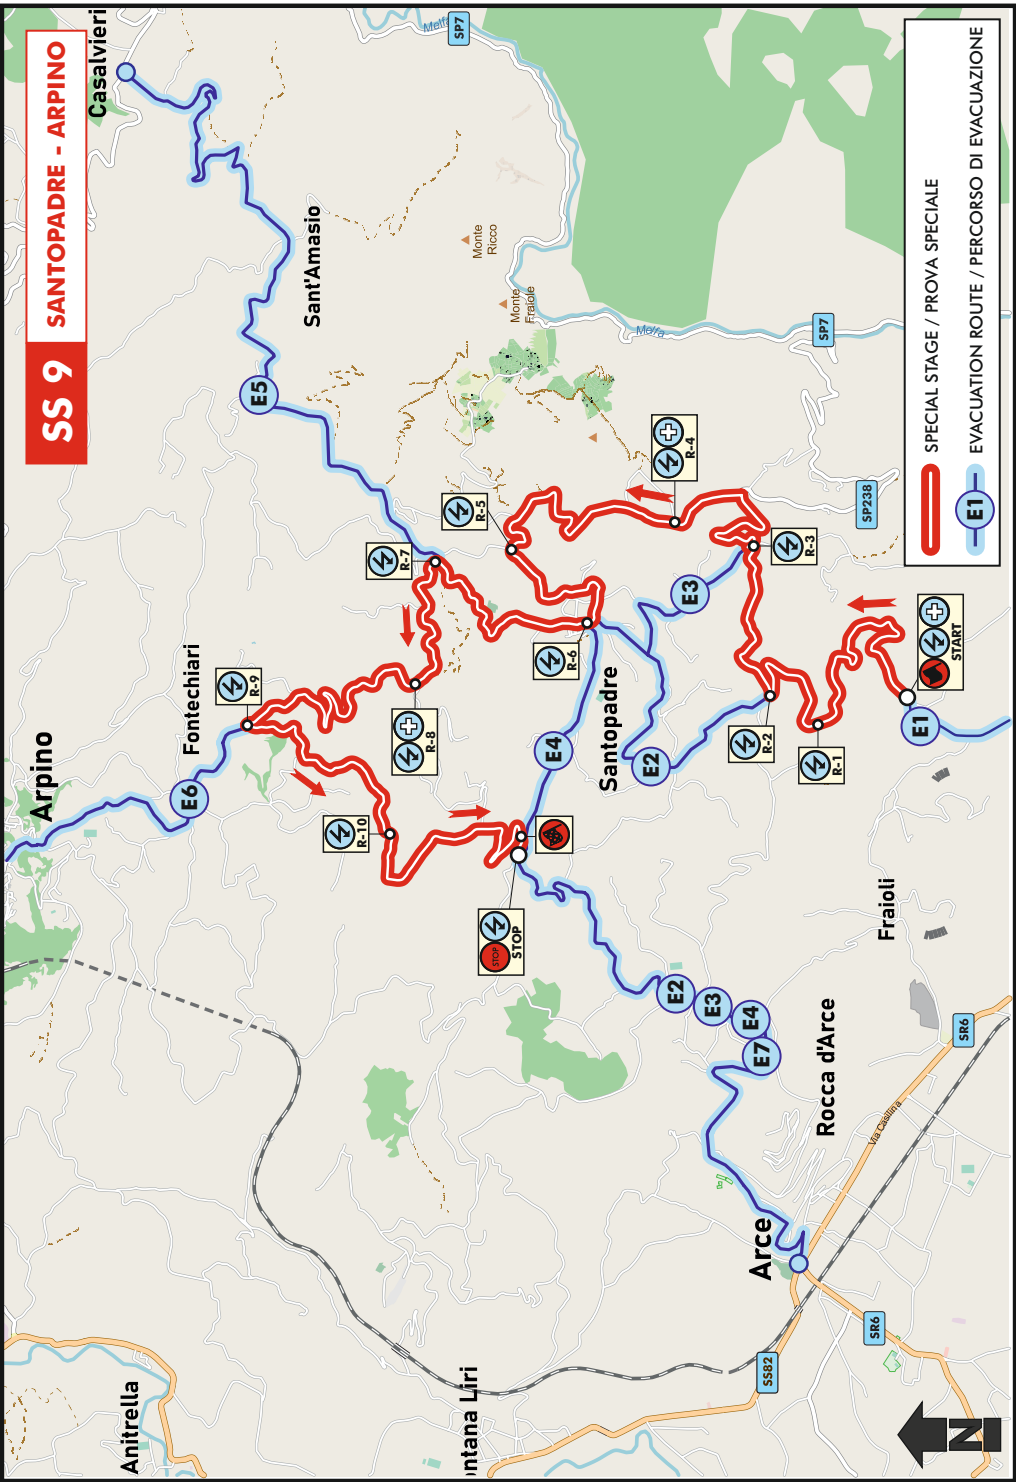 SS 9 SANTOPADRE - ARPINO
Casalvieri
SP7
Melfa
Sant'Amasio
Monte
Ricco
Monte
Fraiole
Melfa
SP7
SP238
SPECIAL STAGE / PROVA SPECIALE
E1 EVACUATION ROUTE / PERCORSO DI EVACUAZIONE
E5
R-4
R-5
R-7
R-3
E3
R-6
START
R-9
Fontechiari
R-8
Santopadre
E4
E2
R-2
R-1
E1
E6
Arpino
R-10
STOP
STOP
Fraioli
E2
E3
E4
E7
Rocca d'Arce
SR6
Via Casilina
Arce
SR6
SS82
Anitrella
ntana Liri
N